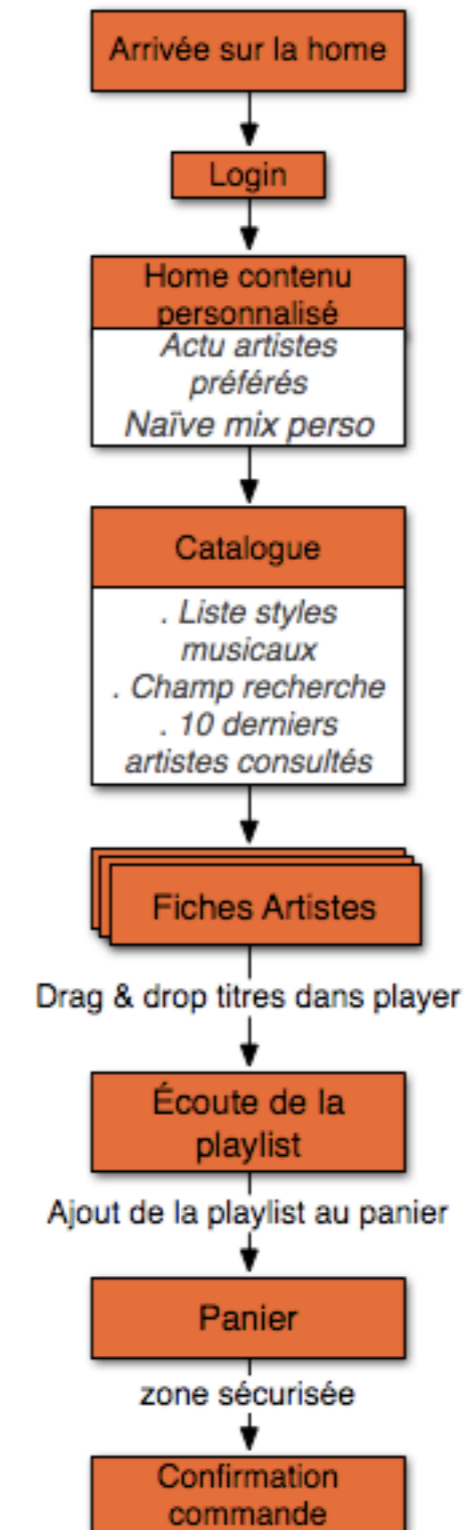 Arrivée sur la home
Login
Home contenu
personnalisé
Actu artistes
préférés
Naïve mix perso
Catalogue
. Liste styles
musicaux
. Champ recherche
. 10 derniers
artistes consultés
Fiches Artistes
Drag & drop titres dans player
Écoute de la
playlist
Ajout de la playlist au panier
Panier
zone sécurisée
Confirmation
commande